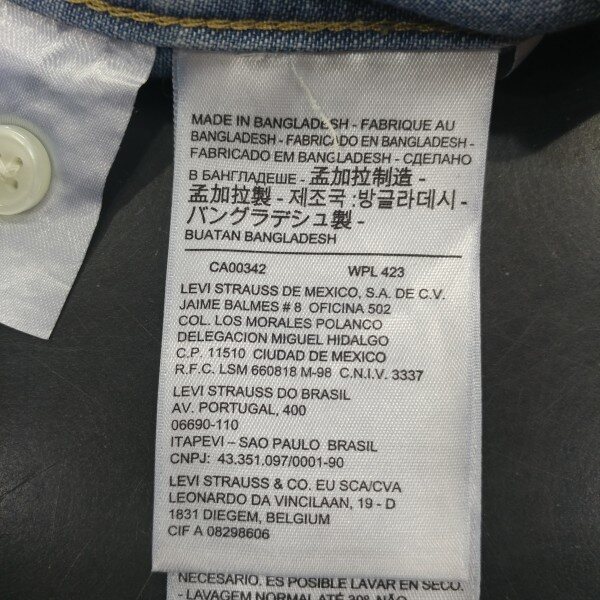 MADE IN BANGLADESH - FABRIQUE AU
BANGLADESH - FABRICADO EN BANGLADESH -
FABRICADO EM BANGLADESH - СДЕЛАНО
В БАНГЛАДЕШЕ - 孟加拉制造 -
孟加拉製 - 제조국 :방글라데시 -
バングラデシュ製 -
BUATAN BANGLADESH
CA00342 WPL 423
LEVI STRAUSS DE MEXICO, S.A. DE C.V.
JAIME BALMES # 8 OFICINA 502
COL. LOS MORALES POLANCO
DELEGACION MIGUEL HIDALGO
C.P. 11510 CIUDAD DE MEXICO
R.F.C. LSM 660818 M-98 C.N.I.V. 3337
LEVI STRAUSS DO BRASIL
AV. PORTUGAL, 400
06690-110
ITAPEVI – SAO PAULO BRASIL
CNPJ: 43.351.097/0001-90
LEVI STRAUSS & CO. EU SCA/CVA
LEONARDO DA VINCILAAN, 19 - D
1831 DIEGEM, BELGIUM
CIF A 08298606
NECESARIO. ES POSIBLE LAVAR EN SECO.
- LAVAGEM NORMAL ATÉ 30º NAN